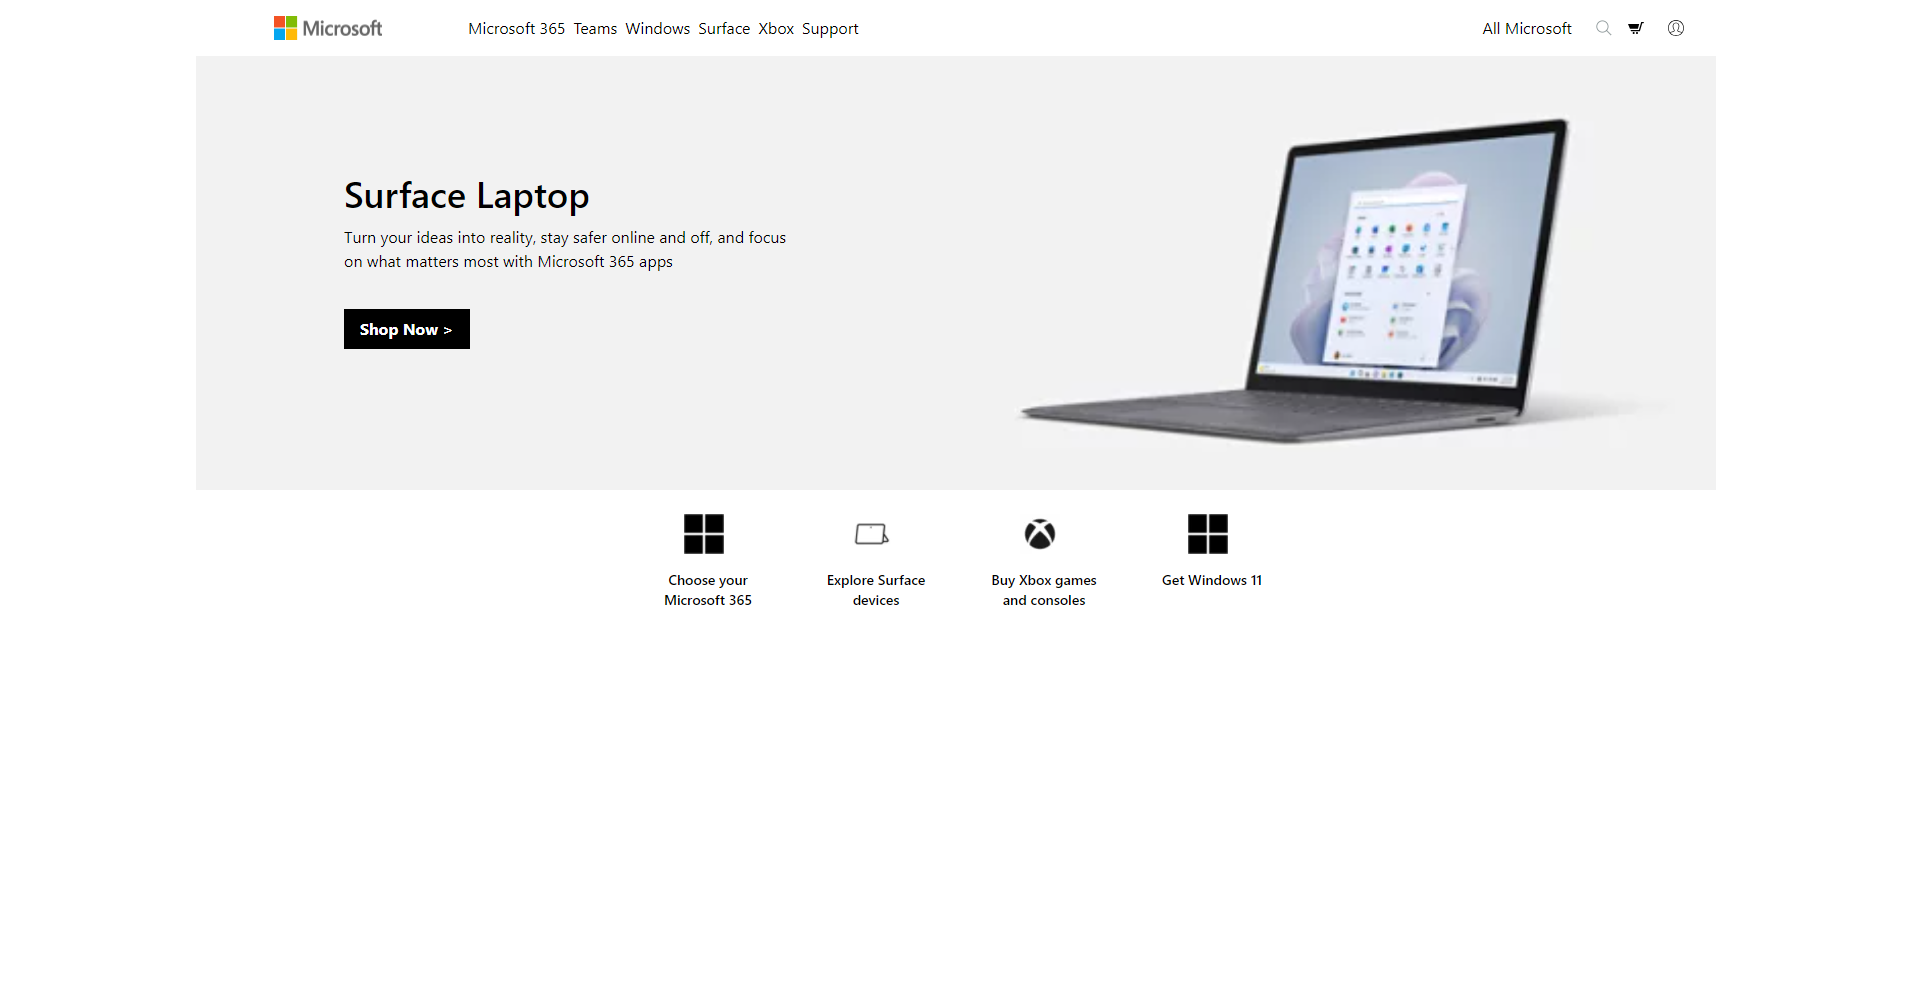 Microsoft
Microsoft 365 Teams Windows Surface Xbox Support
All Microsoft
Surface Laptop
Turn your ideas into reality, stay safer online and off, and focus
on what matters most with Microsoft 365 apps
Shop Now >
Choose your
Microsoft 365
Explore Surface
devices
Buy Xbox games
and consoles
Get Windows 11